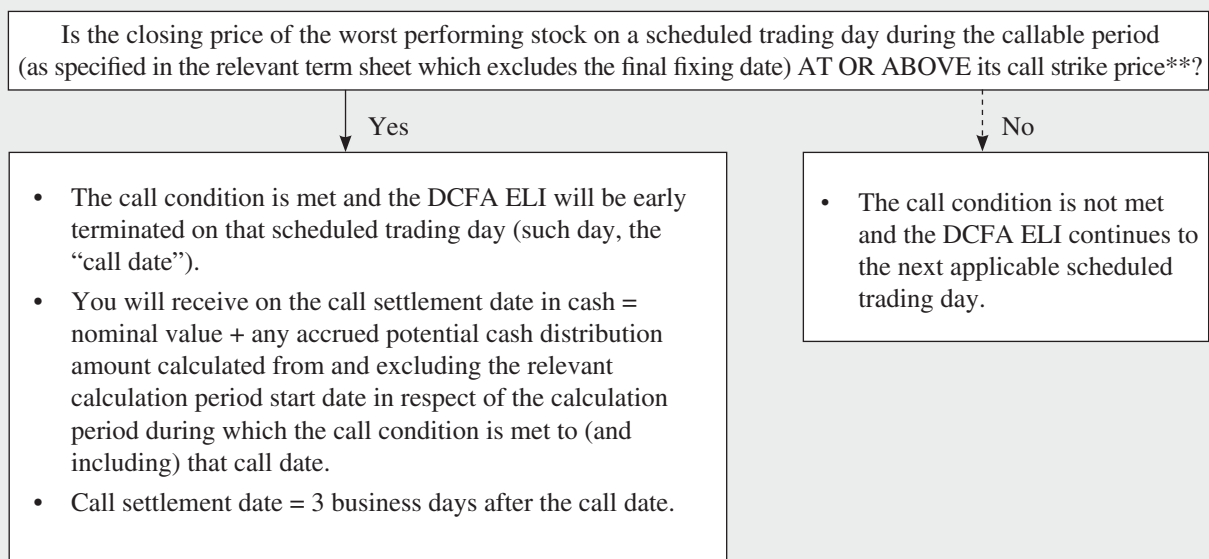 Is the closing price of the worst performing stock on a scheduled trading day during the callable period
(as specified in the relevant term sheet which excludes the final fixing date) AT OR ABOVE its call strike price**?
Yes
No
• The call condition is met and the DCFA ELI will be early
terminated on that scheduled trading day (such day, the
“call date”).
• You will receive on the call settlement date in cash =
nominal value + any accrued potential cash distribution
amount calculated from and excluding the relevant
calculation period start date in respect of the calculation
period during which the call condition is met to (and
including) that call date.
• Call settlement date = 3 business days after the call date.
• The call condition is not met
and the DCFA ELI continues to
the next applicable scheduled
trading day.